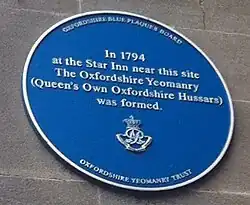 OXFORDSHIRE BLUE PLAQUES BOARD
In 1794
at the Star Inn near this site
The Oxfordshire Yeomanry
(Queen's Own Oxfordshire Hussars)
was formed.
OXFORDSHIRE YEOMANRY TRUST